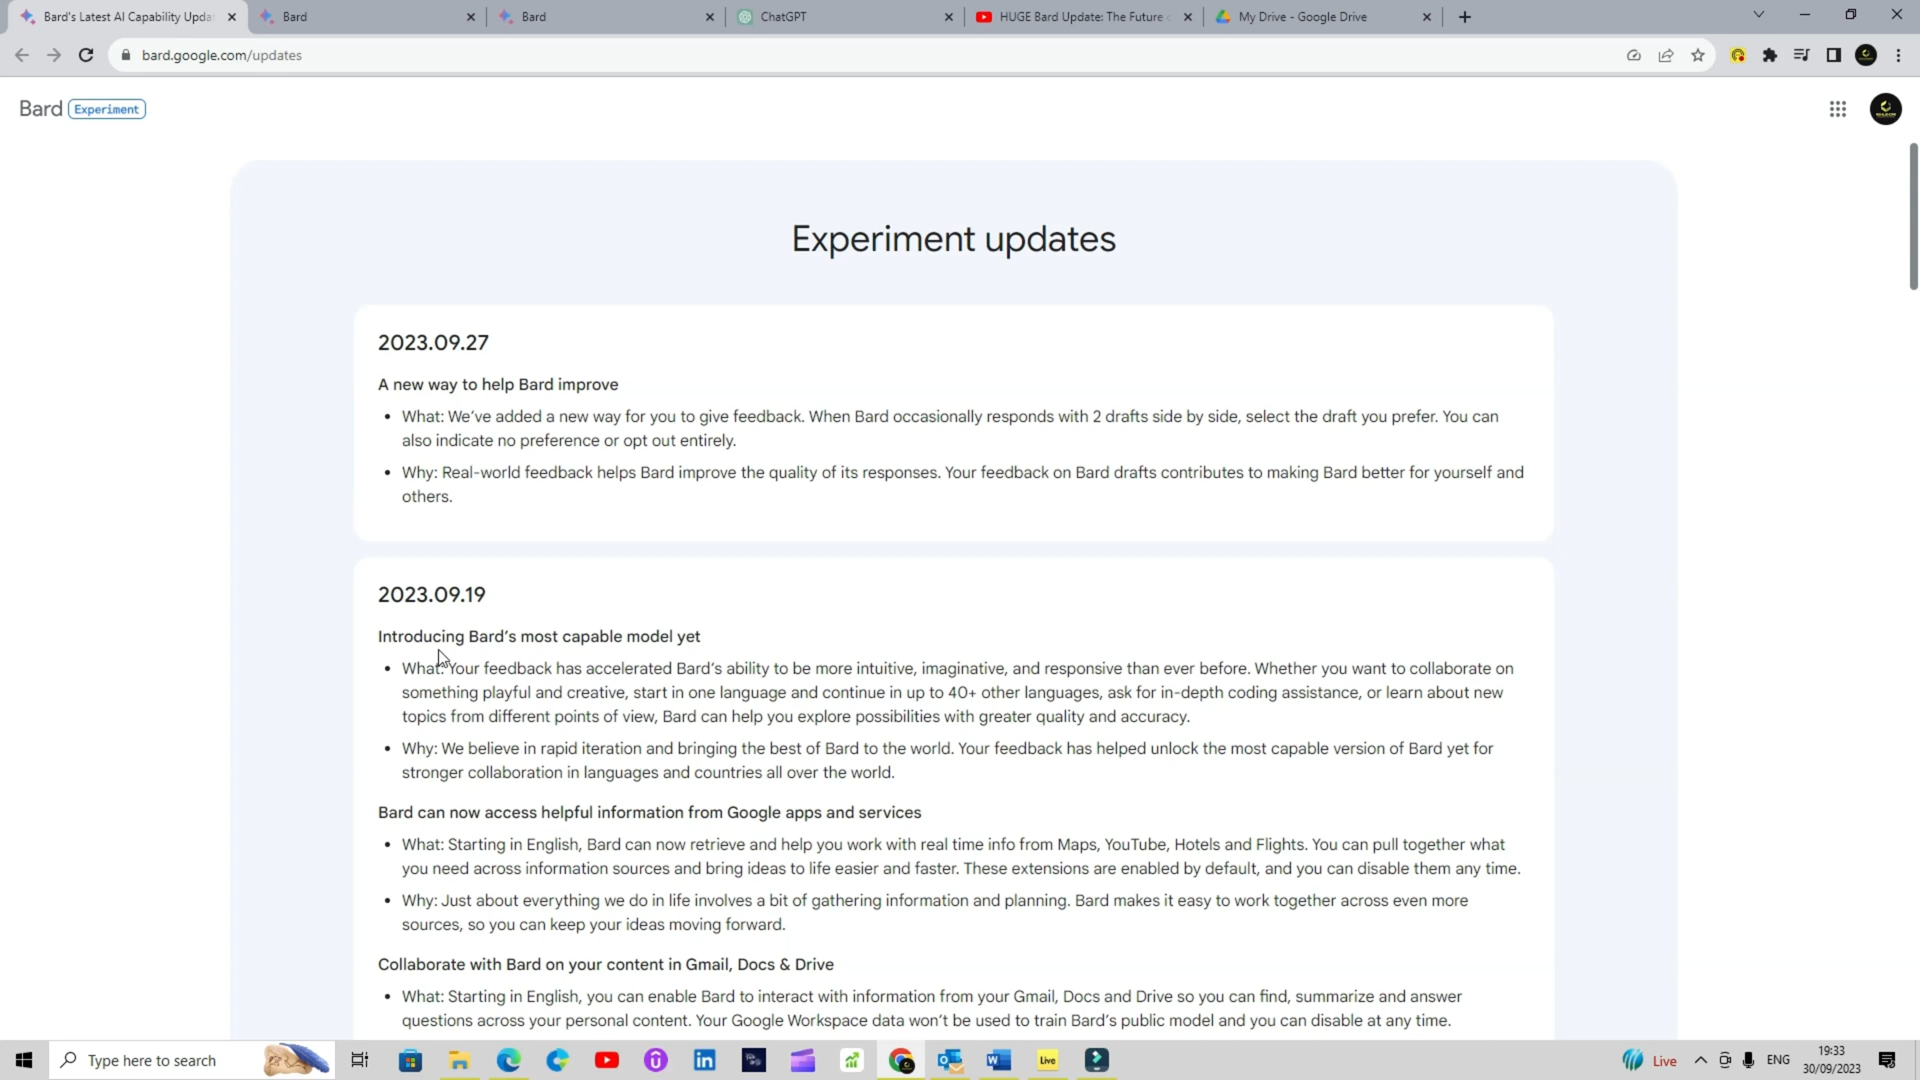 Bard's Latest AI Capability Upda
Bard
Bard
ChatGPT
HUGE Bard Update: The Future
My Drive - Google Drive
bard.google.com/updates
Bard Experiment
Experiment updates
2023.09.27
A new way to help Bard improve
What: We've added a new way for you to give feedback. When Bard occasionally responds with 2 drafts side by side, select the draft you prefer. You can
also indicate no preference or opt out entirely.
Why: Real-world feedback helps Bard improve the quality of its responses. Your feedback on Bard drafts contributes to making Bard better for yourself and
others.
2023.09.19
Introducing Bard's most capable model yet
What: Your feedback has accelerated Bard's ability to be more intuitive, imaginative, and responsive than ever before. Whether you want to collaborate on
something playful and creative, start in one language and continue in up to 40+ other languages, ask for in-depth coding assistance, or learn about new
topics from different points of view, Bard can help you explore possibilities with greater quality and accuracy.
Why: We believe in rapid iteration and bringing the best of Bard to the world. Your feedback has helped unlock the most capable version of Bard yet for
stronger collaboration in languages and countries all over the world.
Bard can now access helpful information from Google apps and services
What: Starting in English, Bard can now retrieve and help you work with real time info from Maps, YouTube, Hotels and Flights. You can pull together what
you need across information sources and bring ideas to life easier and faster. These extensions are enabled by default, and you can disable them any time.
Why: Just about everything we do in life involves a bit of gathering information and planning. Bard makes it easy to work together across even more
sources, so you can keep your ideas moving forward.
Collaborate with Bard on your content in Gmail, Docs & Drive
What: Starting in English, you can enable Bard to interact with information from your Gmail, Docs and Drive so you can find, summarize and answer
questions across your personal content. Your Google Workspace data won't be used to train Bard's public model and you can disable at any time.
Type here to search
Live
Live
ENG
19:33
30/09/2023